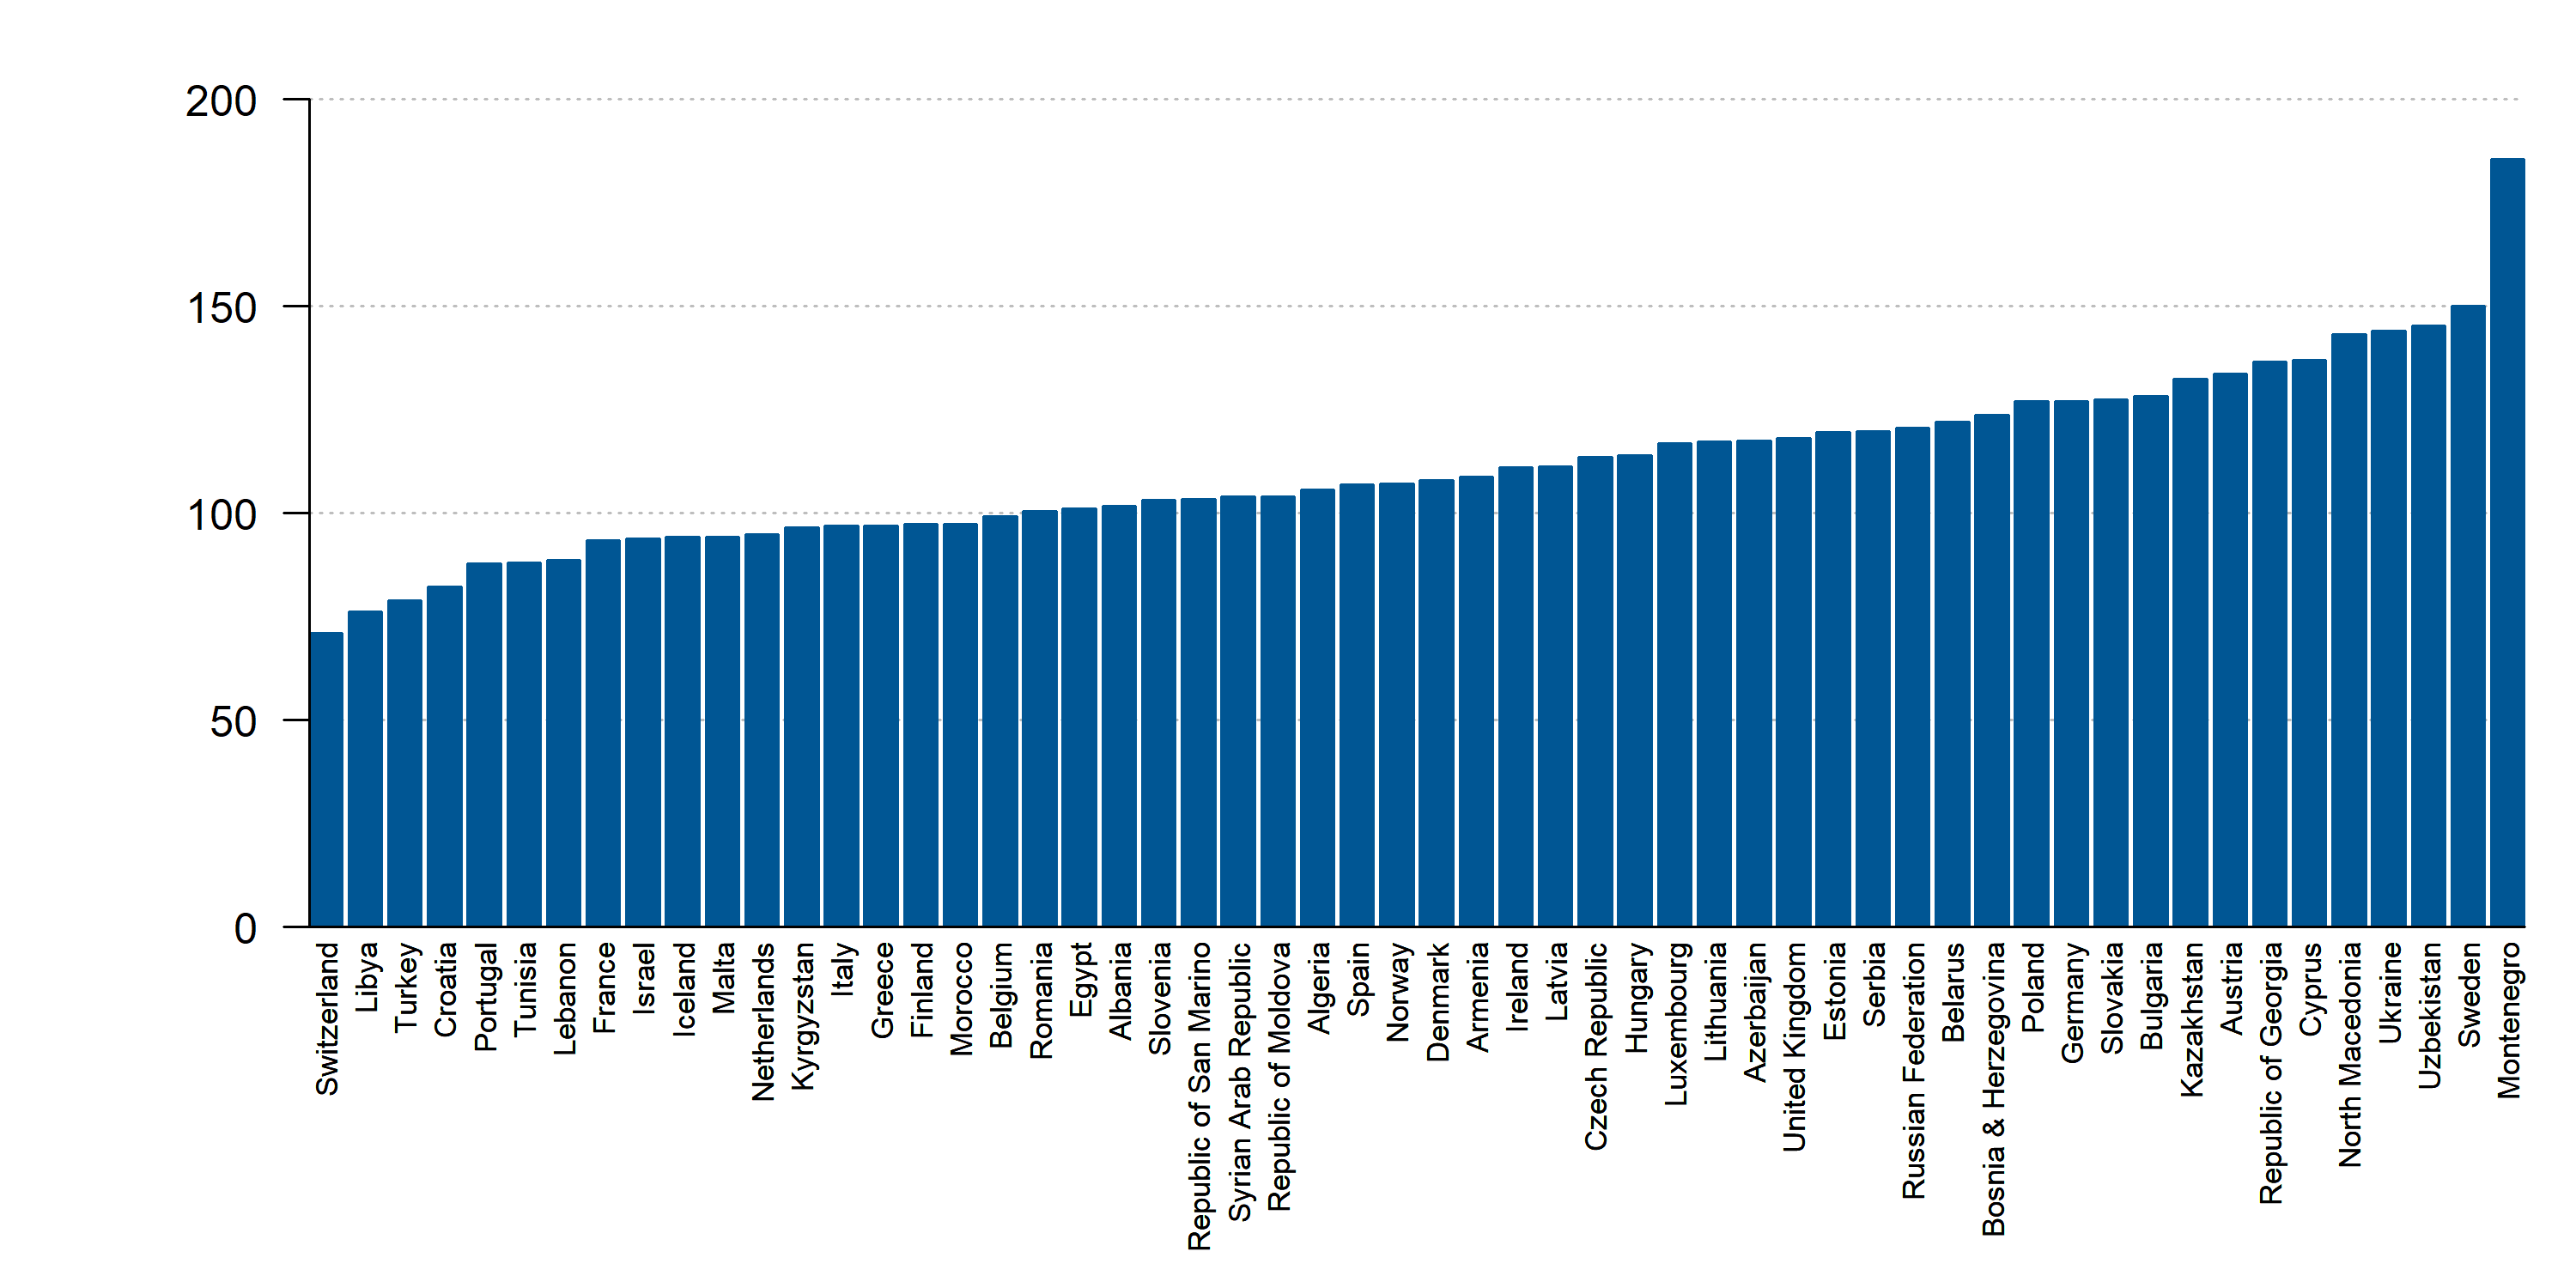 200
150
100
50
0
Switzerland
Libya
Turkey
Croatia
Portugal
Tunisia
Lebanon
France
Israel
Iceland
Malta
Netherlands
Kyrgyzstan
Italy
Greece
Finland
Morocco
Belgium
Romania
Egypt
Albania
Slovenia
Republic of San Marino
Syrian Arab Republic
Republic of Moldova
Algeria
Spain
Norway
Denmark
Armenia
Ireland
Latvia
Czech Republic
Hungary
Luxembourg
Lithuania
Azerbaijan
United Kingdom
Estonia
Serbia
Russian Federation
Belarus
Bosnia & Herzegovina
Poland
Germany
Slovakia
Bulgaria
Kazakhstan
Austria
Republic of Georgia
Cyprus
North Macedonia
Ukraine
Uzbekistan
Sweden
Montenegro